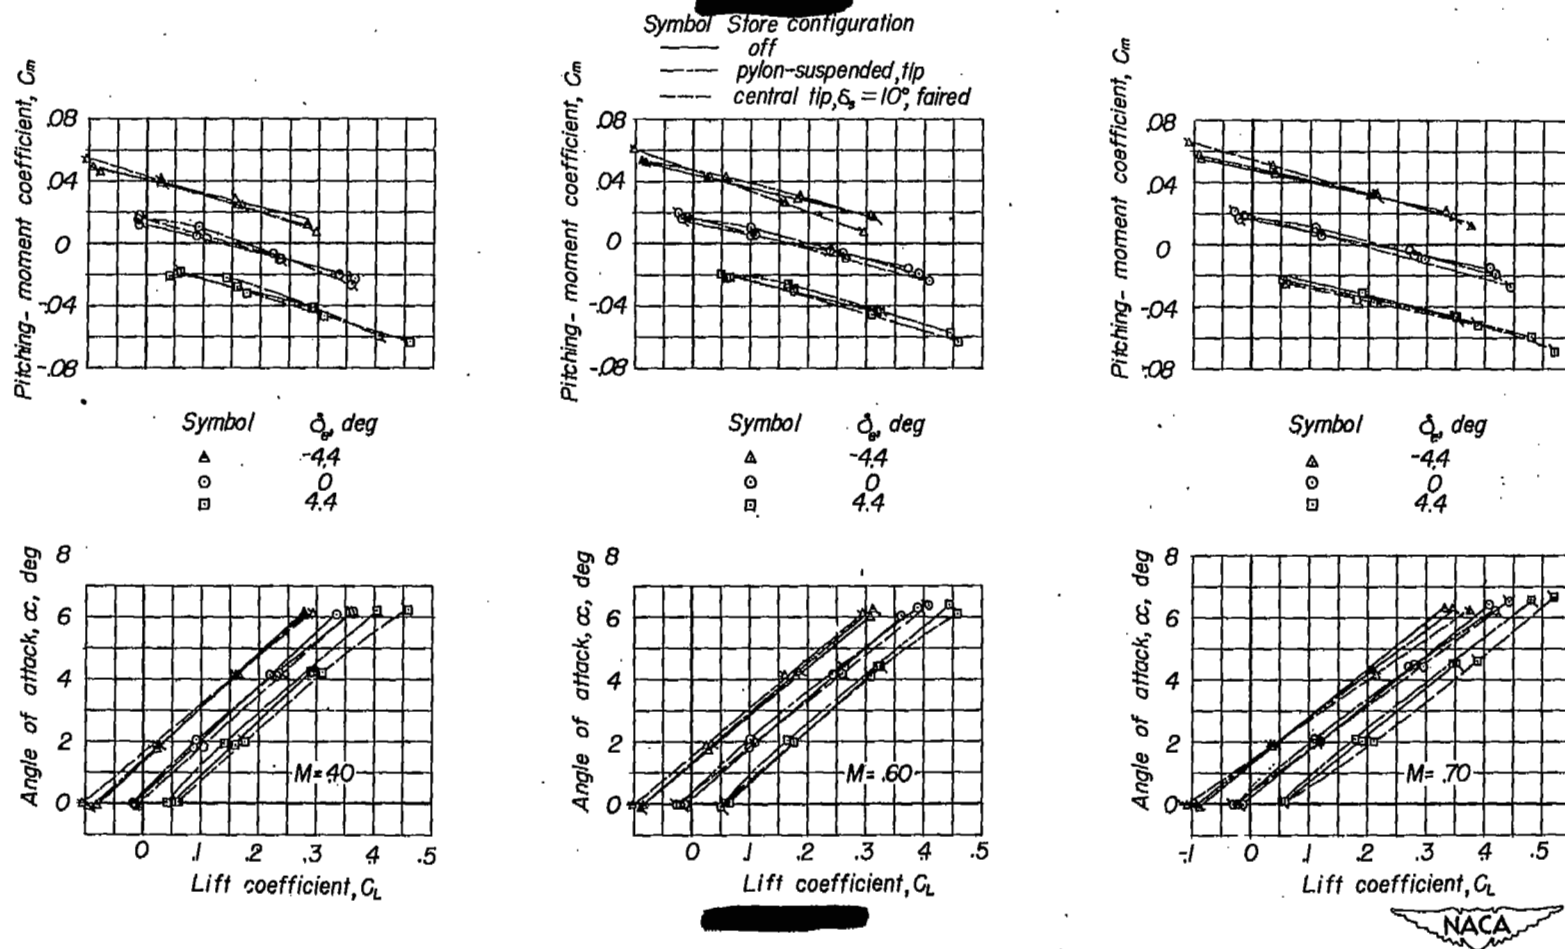 Symbol Store configuration
off
pylon-suspended, tip
central tip, δs = 10°, faired
Pitching-moment coefficient, Cm
.08
.04
0
-.04
-.08
Pitching-moment coefficient, Cm
.08
.04
0
-.04
-.08
Pitching-moment coefficient, Cm
.08
.04
0
-.04
-.08
Symbol δe, deg
-4.4
0
4.4
Symbol δe, deg
-4.4
0
4.4
Symbol δe, deg
-4.4
0
4.4
Angle of attack, α, deg
8
6
4
2
0
M=.40
0 .1 .2 .3 .4 .5
Lift coefficient, CL
Angle of attack, α, deg
8
6
4
2
0
M=.60
0 .1 .2 .3 .4 .5
Lift coefficient, CL
Angle of attack, α, deg
8
6
4
2
0
M=.70
-.1 0 .1 .2 .3 .4 .5
Lift coefficient, CL
NACA